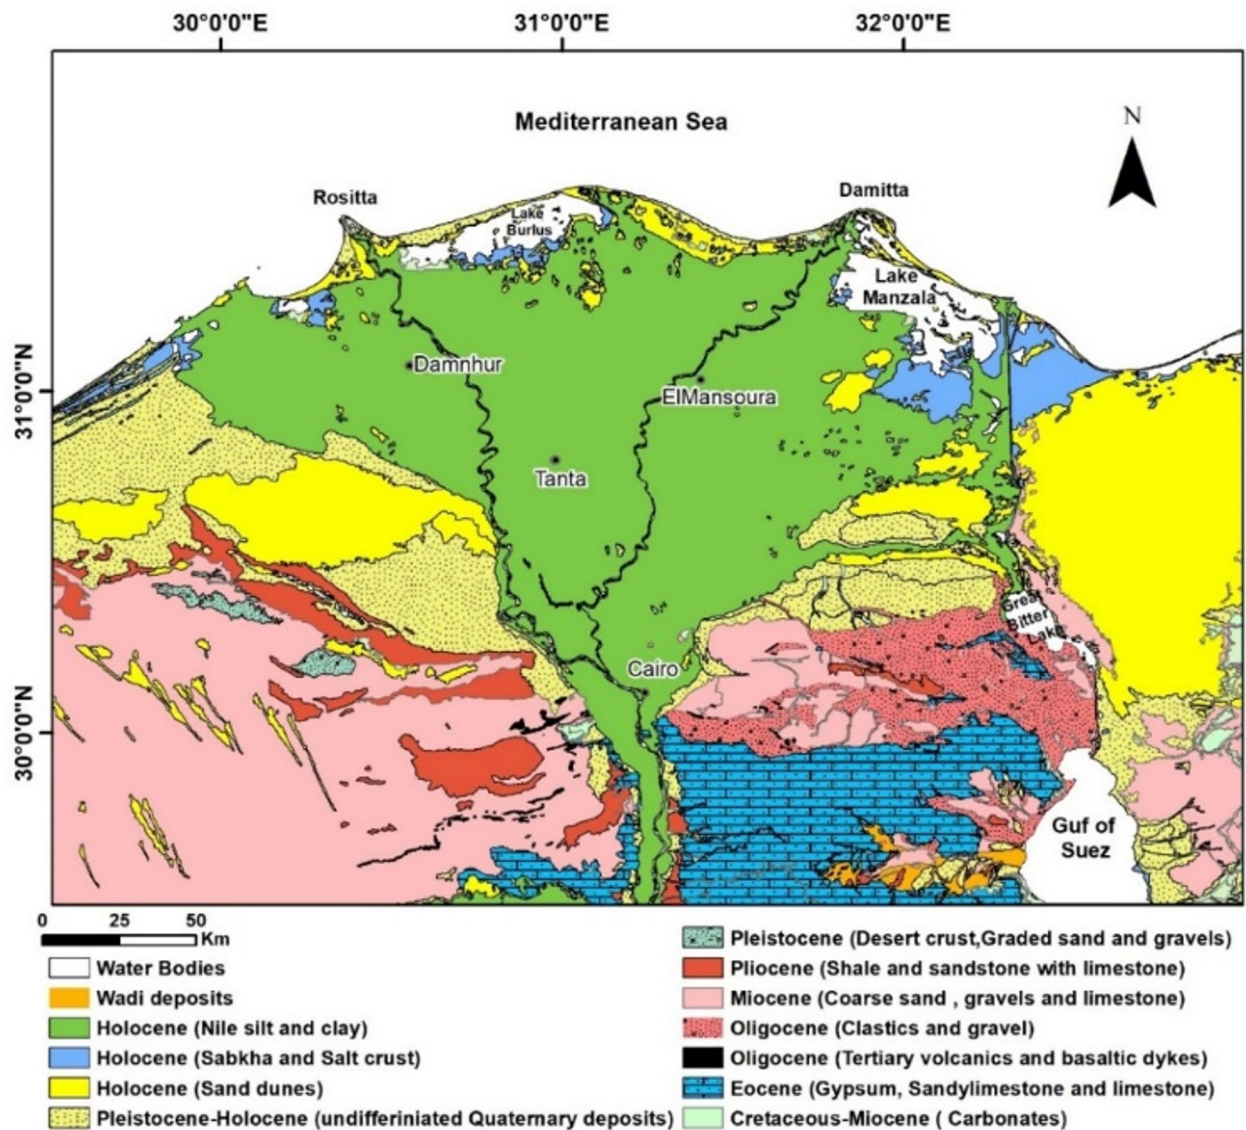 30°0'0"E 31°0'0"E 32°0'0"E
Mediterranean Sea
N
Rositta
Damitta
Lake
Burlus
Lake
Manzala
31°0'0"N
Damnhur
ElMansoura
Tanta
Great
Bitter
Lake
Cairo
30°0'0"N
Guf of
Suez
0 25 50
Km
Water Bodies
Wadi deposits
Holocene (Nile silt and clay)
Holocene (Sabkha and Salt crust)
Holocene (Sand dunes)
Pleistocene-Holocene (undifferiniated Quaternary deposits)
Pleistocene (Desert crust,Graded sand and gravels)
Pliocene (Shale and sandstone with limestone)
Miocene (Coarse sand , gravels and limestone)
Oligocene (Clastics and gravel)
Oligocene (Tertiary volcanics and basaltic dykes)
Eocene (Gypsum, Sandylimestone and limestone)
Cretaceous-Miocene ( Carbonates)